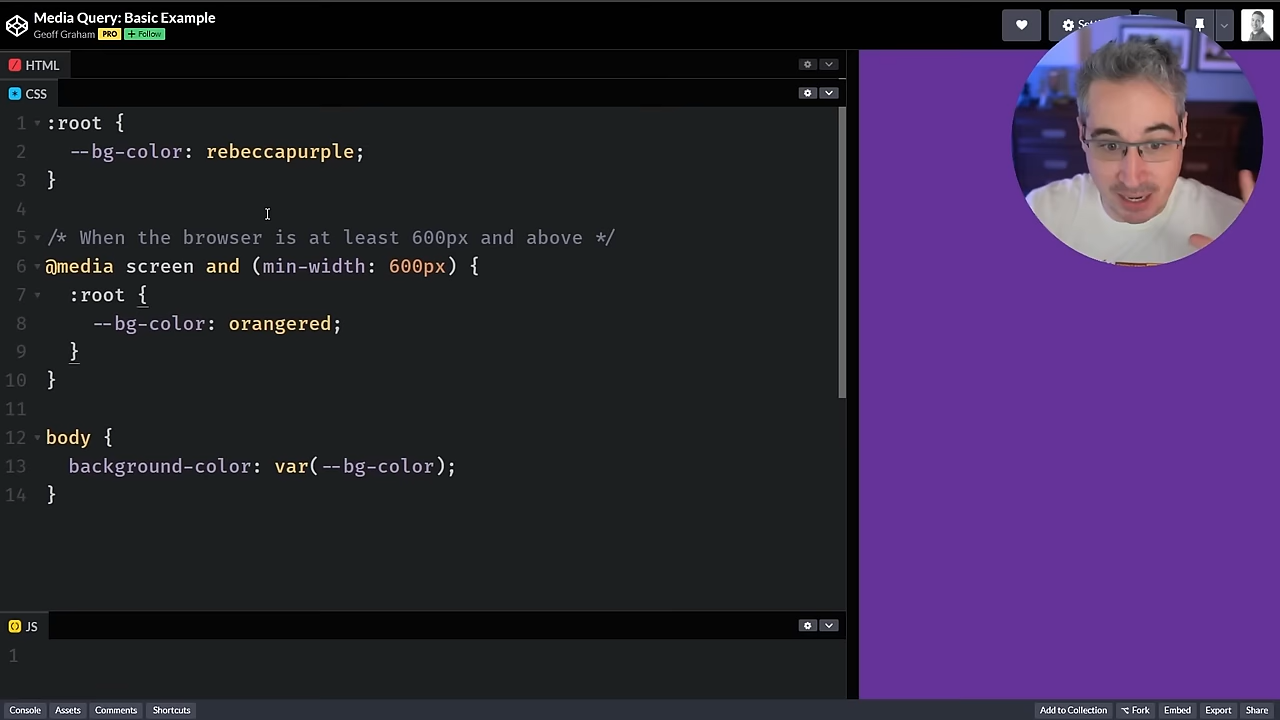 Media Query: Basic Example
Geoff Graham PRO + Follow
HTML
CSS
1 :root {
2 --bg-color: rebeccapurple;
3 }
4
5 /* When the browser is at least 600px and above */
6 @media screen and (min-width: 600px) {
7 :root {
8 --bg-color: orangered;
9 }
10 }
11
12 body {
13 background-color: var(--bg-color);
14 }
JS
1
Console Assets Comments Shortcuts
Add to Collection Fork Embed Export Share